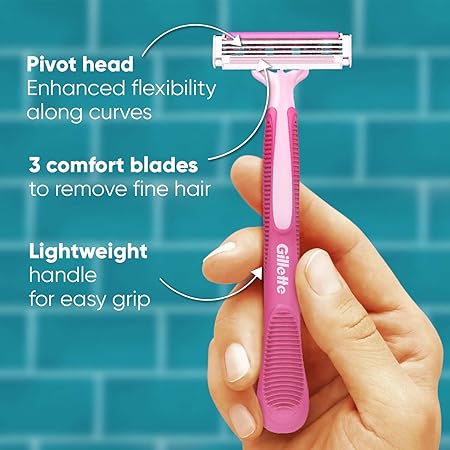 Pivot head
Enhanced flexibility
along curves
3 comfort blades
to remove fine hair
Lightweight
handle
for easy grip
Gillette